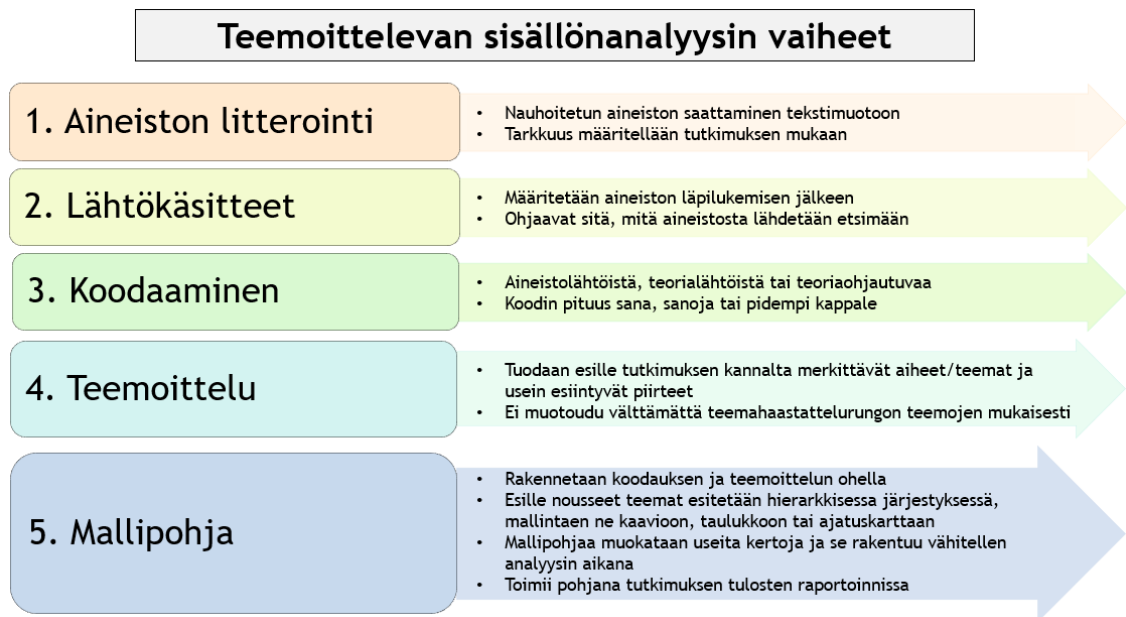 Teemoittelevan sisällönanalyysin vaiheet
1. Aineiston litterointi
• Nauhoitetun aineiston saattaminen tekstimuotoon
• Tarkkuus määritellään tutkimuksen mukaan
2. Lähtökäsitteet
• Määritetään aineiston läpilukemisen jälkeen
• Ohjaavat sitä, mitä aineistosta lähdetään etsimään
3. Koodaaminen
• Aineistolähtöistä, teorialähtöistä tai teoriaohjautuvaa
• Koodin pituus sana, sanoja tai pidempi kappale
4. Teemoittelu
• Tuodaan esille tutkimuksen kannalta merkittävät aiheet/teemat ja
usein esiintyvät piirteet
• Ei muotoudu välttämättä teemahaastattelurungon teemojen mukaisesti
5. Mallipohja
• Rakennetaan koodauksen ja teemoittelun ohella
• Esille nousseet teemat esitetään hierarkkisessa järjestyksessä,
mallintaen ne kaavioon, taulukkoon tai ajatuskarttaan
• Mallipohjaa muokataan useita kertoja ja se rakentuu vähitellen
analyysin aikana
• Toimii pohjana tutkimuksen tulosten raportoinnissa